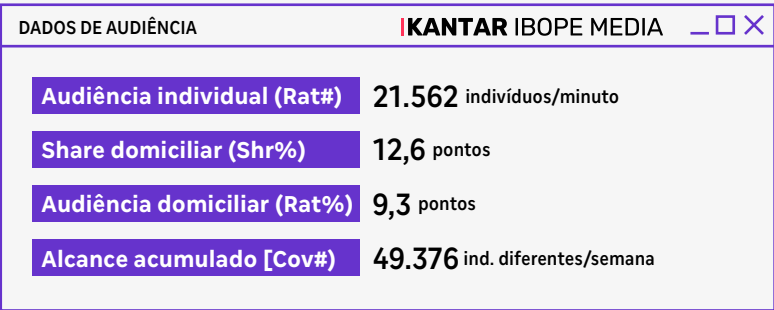 DADOS DE AUDIÊNCIA KANTAR IBOPE MEDIA
Audiência individual (Rat#) 21.562 indivíduos/minuto
Share domiciliar (Shr%) 12,6 pontos
Audiência domiciliar (Rat%) 9,3 pontos
Alcance acumulado [Cov#) 49.376 ind. diferentes/semana